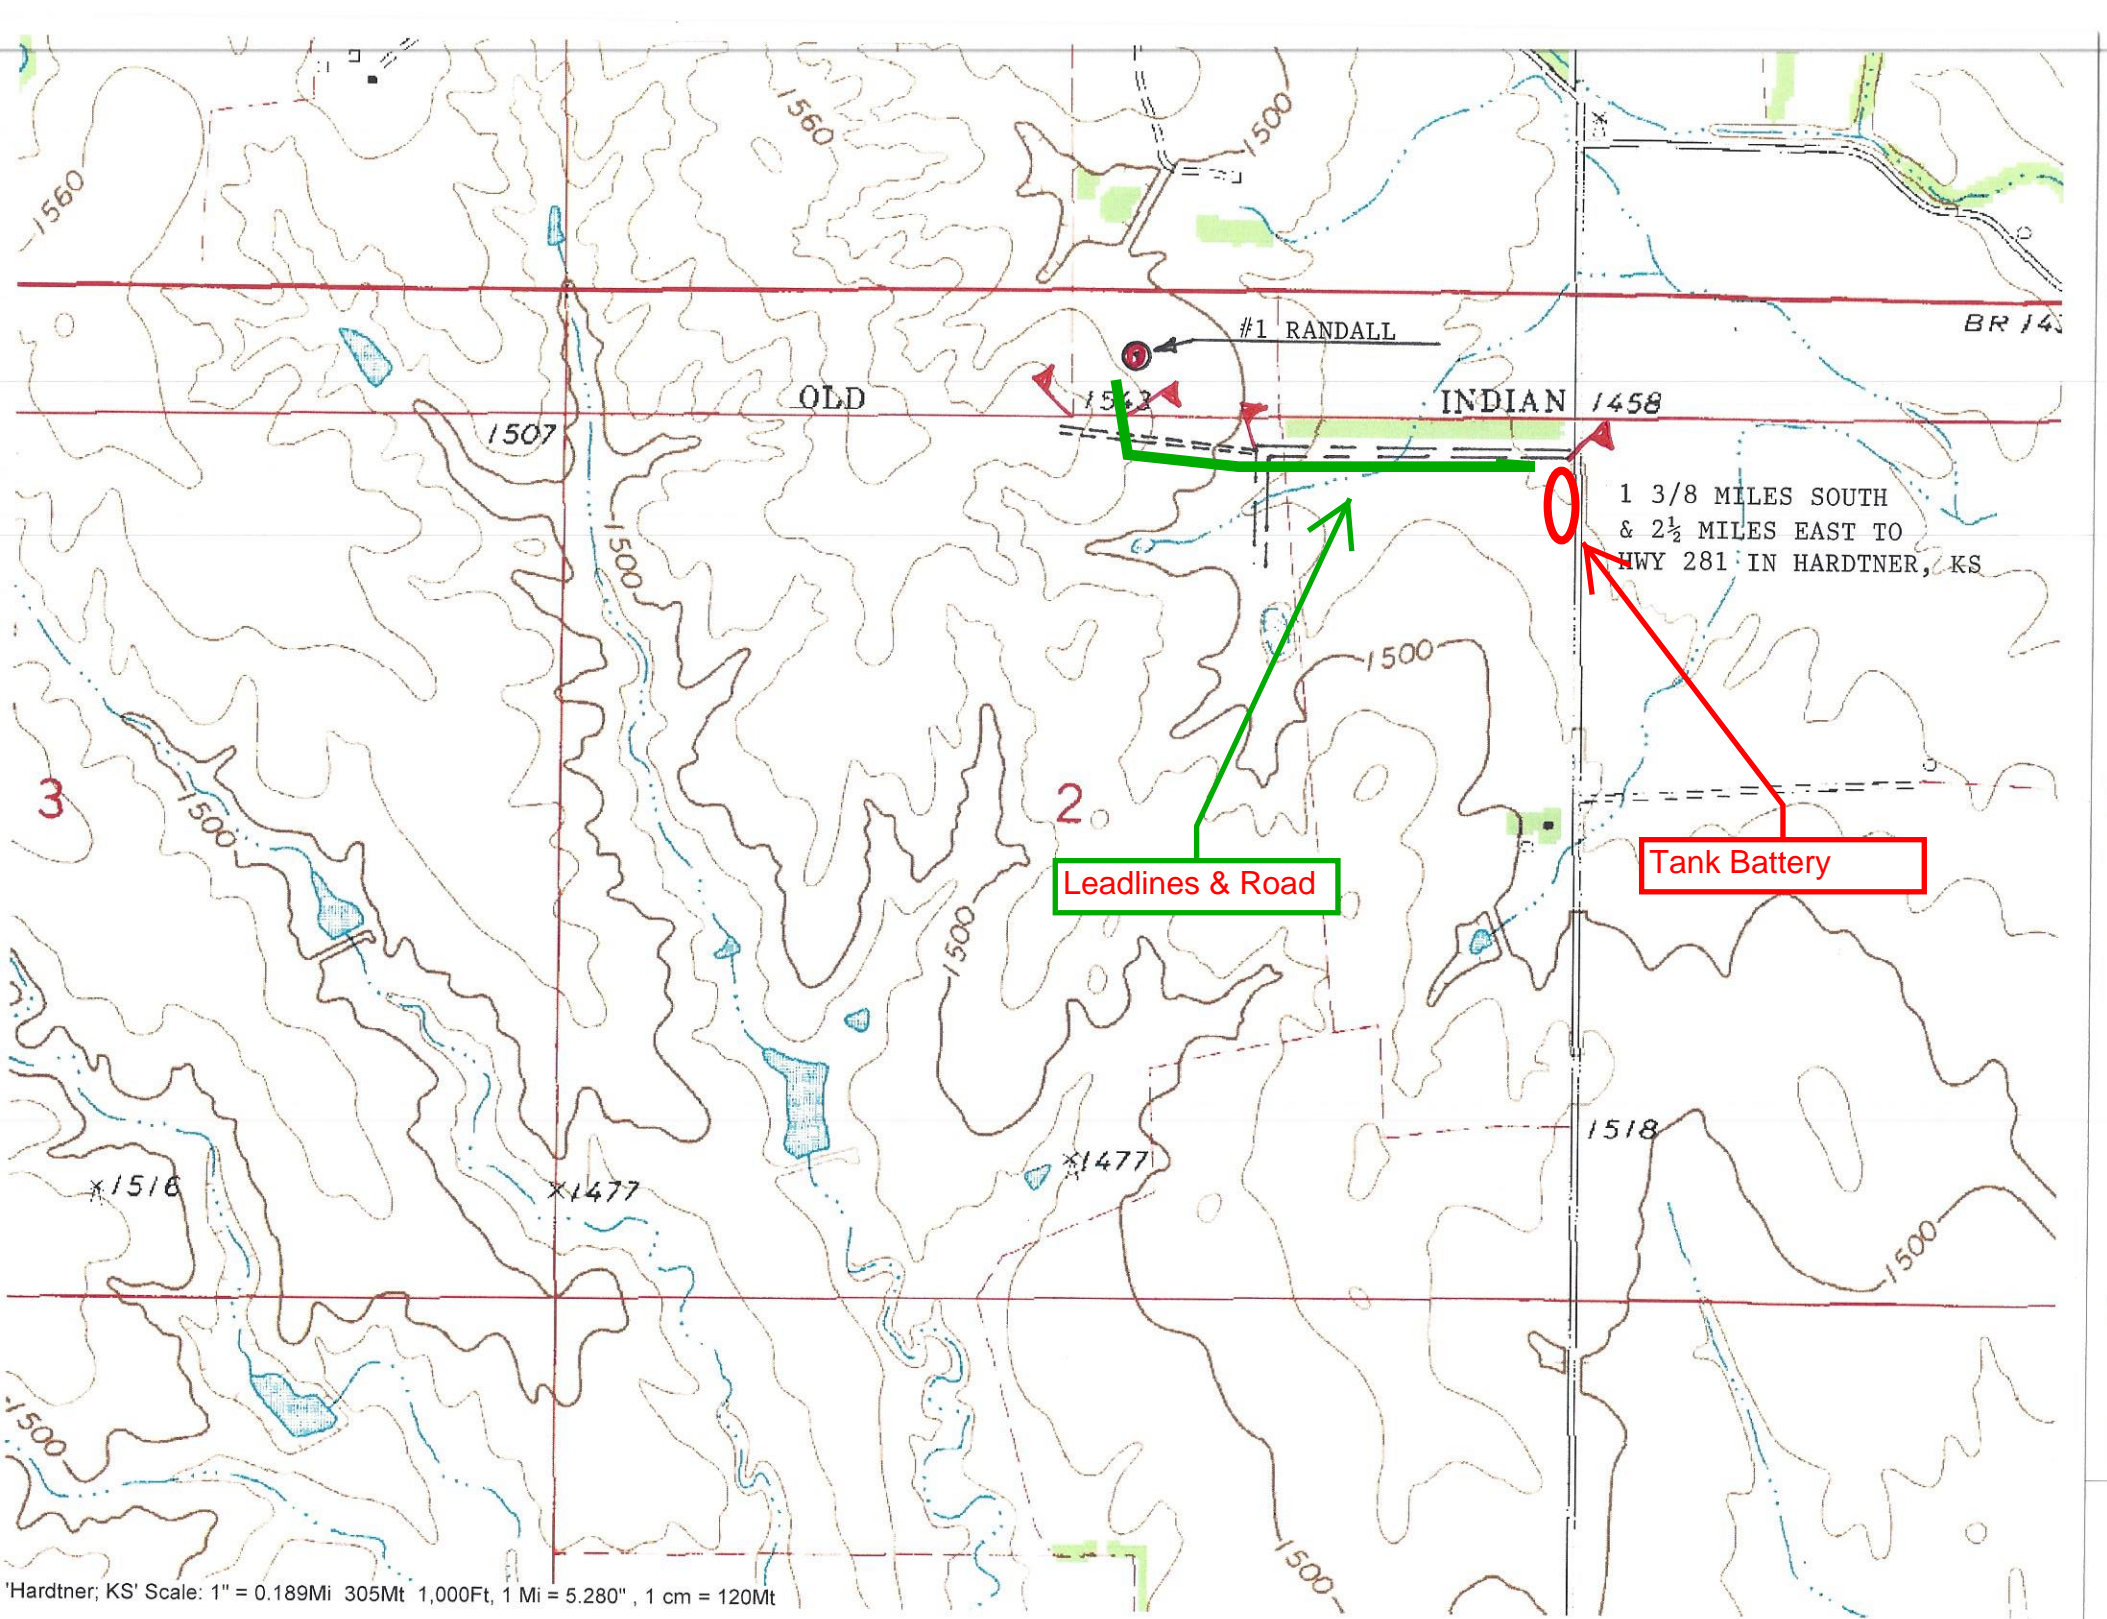 1560
1560
1500
#1 RANDALL
BR 14
OLD
1543
INDIAN 1458
1507
1500
1 3/8 MILES SOUTH
& 2½ MILES EAST TO
HWY 281 IN HARDTNER, KS
1500
3
2
1500
Leadlines & Road
Tank Battery
1500
1518
1477
1516
1477
1500
1500
1500
'Hardtner; KS' Scale: 1" = 0.189Mi 305Mt 1,000Ft, 1 Mi = 5.280" , 1 cm = 120Mt